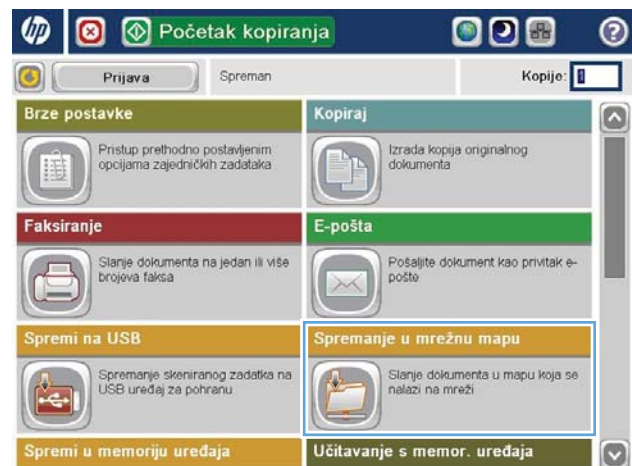 hp
Početak kopiranja
?
Prijava
Spreman
Kopije: 1
Brze postavke
Pristup prethodno postavljenim
opcijama zajedničkih zadataka
Kopiraj
Izrada kopija originalnog
dokumenta
Faksiranje
Slanje dokumenta na jedan ili više
brojeva faksa
E-pošta
Pošaljite dokument kao privitak e-
pošte
Spremi na USB
Spremanje skeniranog zadatka na
USB uređaj za pohranu
Spremanje u mrežnu mapu
Slanje dokumenta u mapu koja se
nalazi na mreži
Spremi u memoriju uređaja
Učitavanje s memor. uređaja